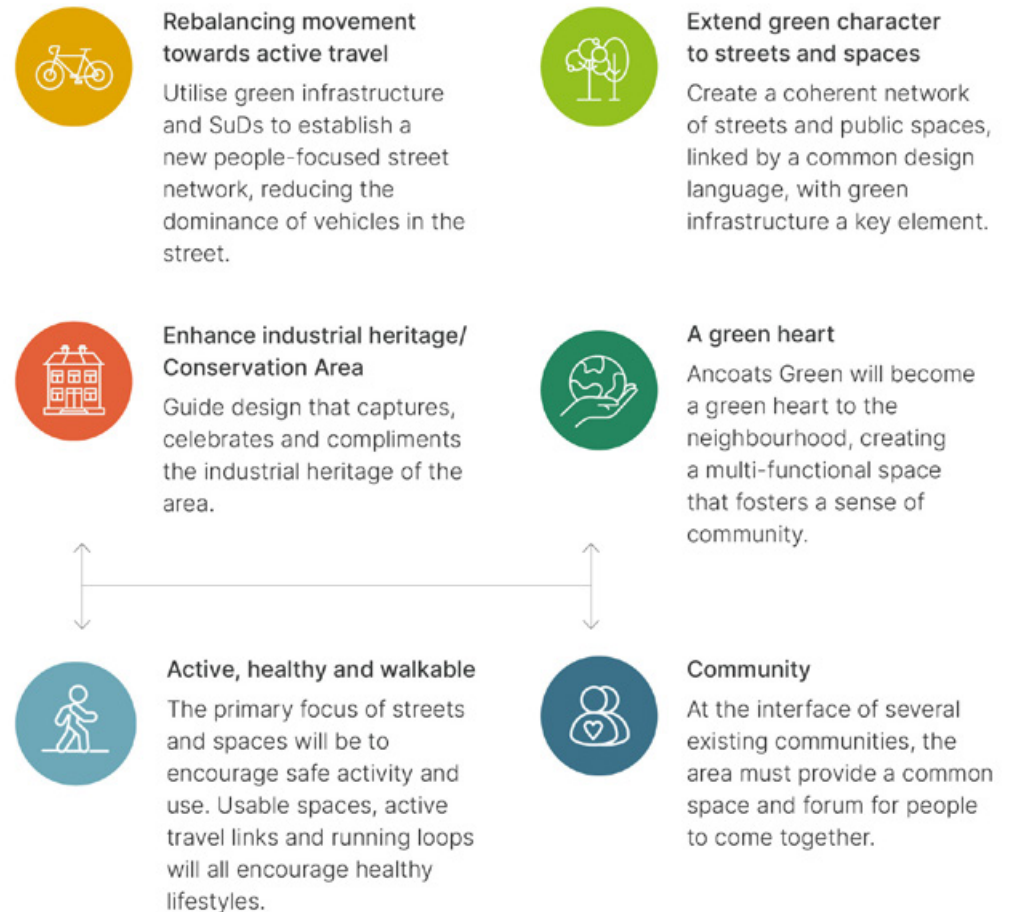 Rebalancing movement
towards active travel
Utilise green infrastructure
and SuDs to establish a
new people-focused street
network, reducing the
dominance of vehicles in the
street.
Extend green character
to streets and spaces
Create a coherent network
of streets and public spaces,
linked by a common design
language, with green
infrastructure a key element.
Enhance industrial heritage/
Conservation Area
Guide design that captures,
celebrates and compliments
the industrial heritage of the
area.
A green heart
Ancoats Green will become
a green heart to the
neighbourhood, creating
a multi-functional space
that fosters a sense of
community.
Active, healthy and walkable
The primary focus of streets
and spaces will be to
encourage safe activity and
use. Usable spaces, active
travel links and running loops
will all encourage healthy
lifestyles.
Community
At the interface of several
existing communities, the
area must provide a common
space and forum for people
to come together.